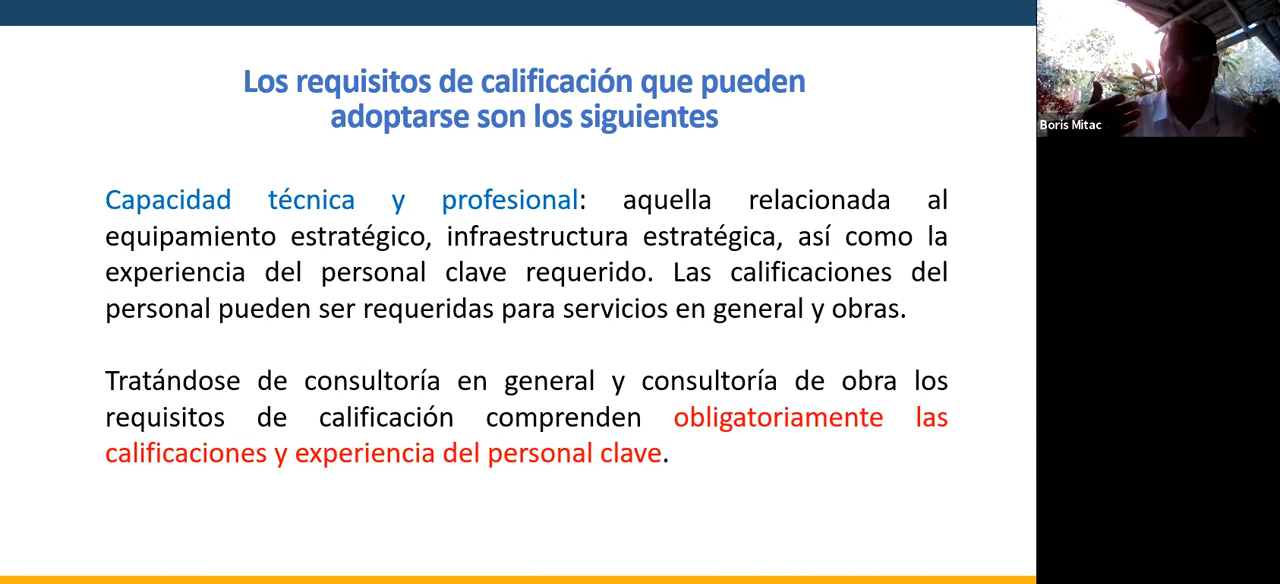 Los requisitos de calificación que pueden
adoptarse son los siguientes
Capacidad técnica y profesional: aquella relacionada al
equipamiento estratégico, infraestructura estratégica, así como la
experiencia del personal clave requerido. Las calificaciones del
personal pueden ser requeridas para servicios en general y obras.
Tratándose de consultoría en general y consultoría de obra los
requisitos de calificación comprenden obligatoriamente las
calificaciones y experiencia del personal clave.
Boris Mitac